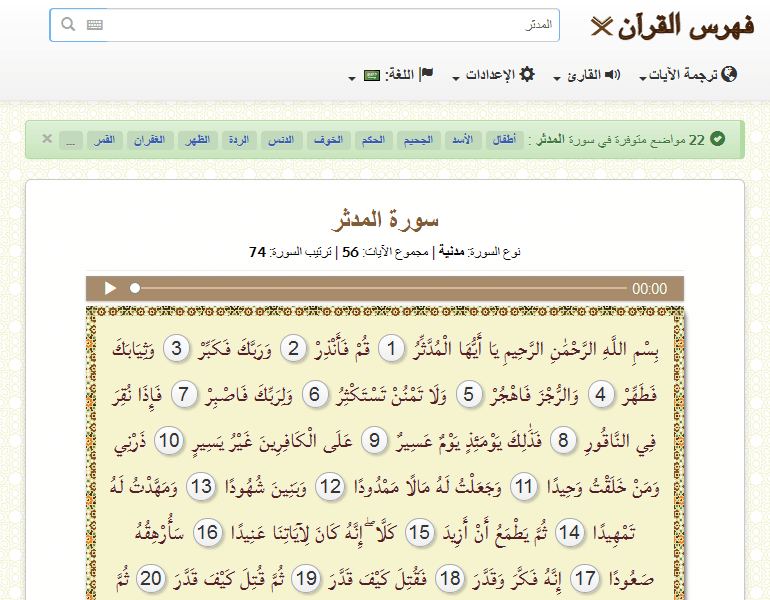 فهرس القرآن
المدثر
ترجمة الآيات
القارئ
الإعدادات
اللغة:
22 مواضع متوفرة في سورة المدثر : أطفال الأسد الجحيم الحكم الخوف الدنس الردة الظهر الغفران القمر ...
سورة المدثر
نوع السورة: مدنية | مجموع الآيات: 56 | ترتيب السورة: 74
00:00
بِسْمِ اللَّهِ الرَّحْمَٰنِ الرَّحِيمِ يَا أَيُّهَا الْمُدَّثِّرُ 1 قُمْ فَأَنْذِرْ 2 وَرَبَّكَ فَكَبِّرْ 3 وَثِيَابَكَ
فَطَهِّرْ 4 وَالرُّجْزَ فَاهْجُرْ 5 وَلَا تَمْنُنْ تَسْتَكْثِرُ 6 وَلِرَبِّكَ فَاصْبِرْ 7 فَإِذَا نُقِرَ
فِي النَّاقُورِ 8 فَذَٰلِكَ يَوْمَئِذٍ يَوْمٌ عَسِيرٌ 9 عَلَى الْكَافِرِينَ غَيْرُ يَسِيرٍ 10 ذَرْنِي
وَمَنْ خَلَقْتُ وَحِيدًا 11 وَجَعَلْتُ لَهُ مَالًا مَمْدُودًا 12 وَبَنِينَ شُهُودًا 13 وَمَهَّدْتُ لَهُ
تَمْهِيدًا 14 ثُمَّ يَطْمَعُ أَنْ أَزِيدَ 15 كَلَّا ۖ إِنَّهُ كَانَ لِآيَاتِنَا عَنِيدًا 16 سَأُرْهِقُهُ
صَعُودًا 17 إِنَّهُ فَكَّرَ وَقَدَّرَ 18 فَقُتِلَ كَيْفَ قَدَّرَ 19 ثُمَّ قُتِلَ كَيْفَ قَدَّرَ 20 ثُمَّ